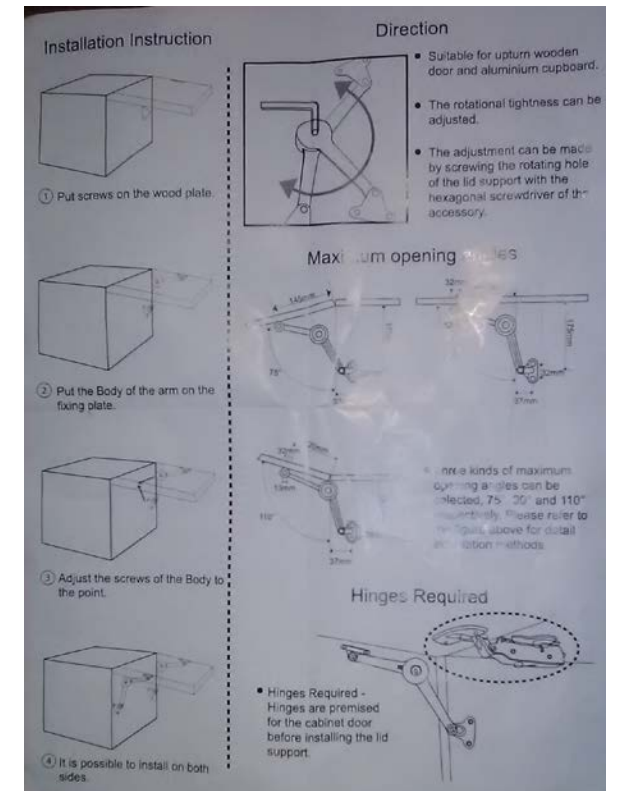 Installation Instruction
① Put screws on the wood plate.
② Put the Body of the arm on the
fixing plate.
③ Adjust the screws of the Body to
the point.
④ It is possible to install on both
sides.
Direction
• Suitable for upturn wooden
door and aluminium cupboard.
• The rotational tightness can be
adjusted.
• The adjustment can be made
by screwing the rotating hole
of the lid support with the
hexagonal screwdriver of the
accessory.
opening
145mm
75°
32mm
175mm
32mm
37mm
32mm
110°
37mm
kinds of maximum
can be
selected, 75° and 110°
Please refer to
above for detail
methods.
Hinges Required
• Hinges Required -
Hinges are premised
for the cabinet door
before installing the lid
support.